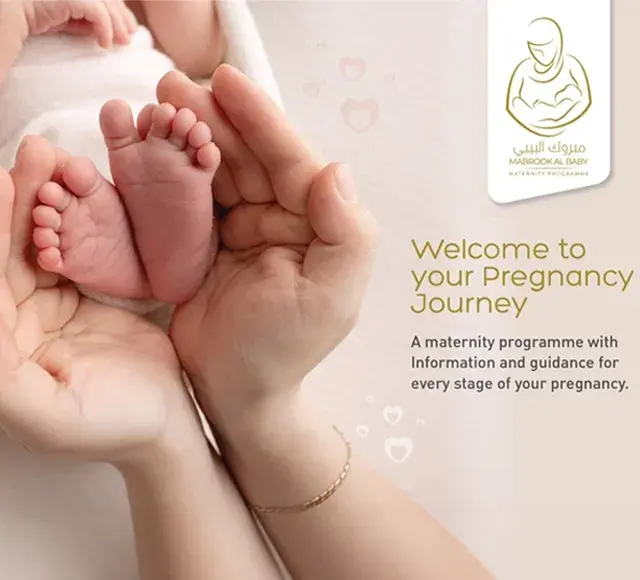 مبروك البيبي
MABROOK AL BABY
MATERNITY PROGRAMME
Welcome to
your Pregnancy
Journey
A maternity programme with
Information and guidance for
every stage of your pregnancy.